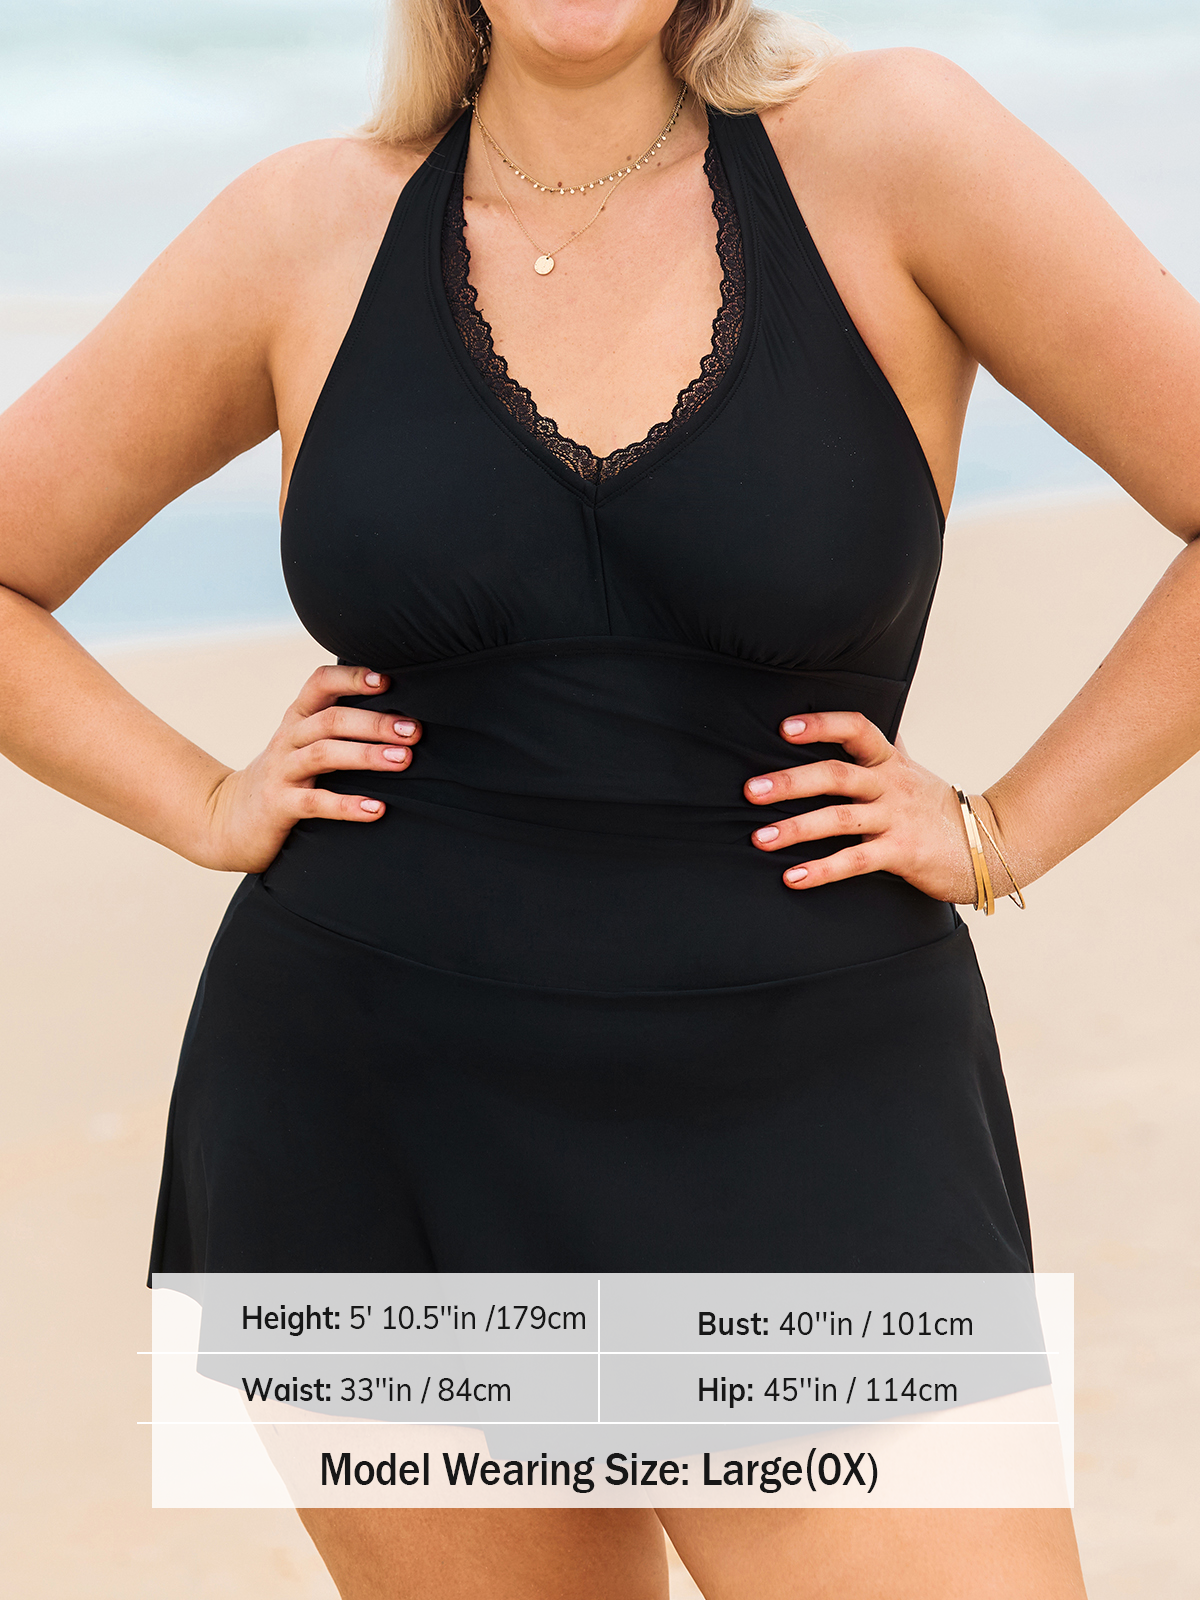 Height: 5' 10.5"in /179cm
Bust: 40"in / 101cm
Waist: 33"in / 84cm
Hip: 45"in / 114cm
Model Wearing Size: Large(0X)